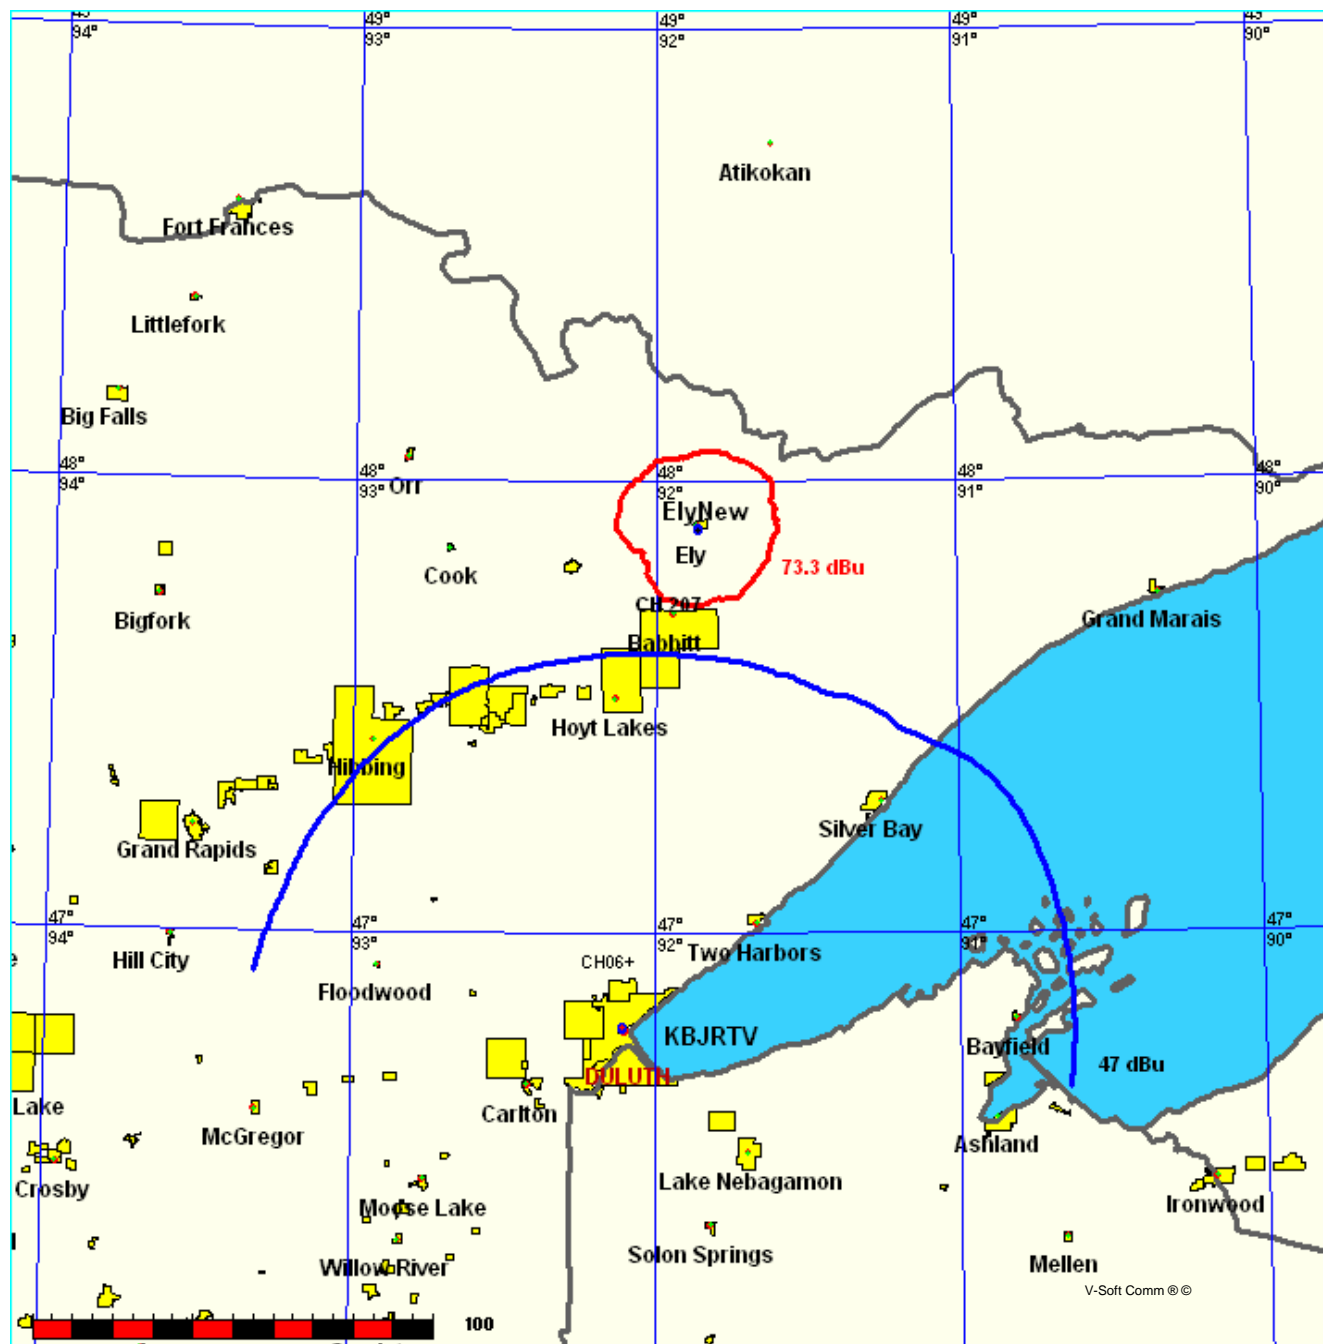 49° 49° 49° 49°
94° 93° 92° 91° 90°
Atikokan
Fort Frances
Littlefork
Big Falls
48° 48° 48° 48°
94° 93° 92° 91° 90°
Orr
ElyNew
Ely
73.3 dBu
Cook
Bigfork
CH 207
Babbitt
Grand Marais
Hoyt Lakes
Hibbing
Silver Bay
Grand Rapids
47° 47° 47° 47° 47°
94° 93° 92° 91° 90°
Two Harbors
Hill City
CH06+
Floodwood
KBJRTV
Bayfield
47 dBu
DULUTH
Lake
Carlton
McGregor
Ashland
Crosby
Lake Nebagamon
Ironwood
Moose Lake
Solon Springs
Willow River
Mellen
V-Soft Comm ® ©
100